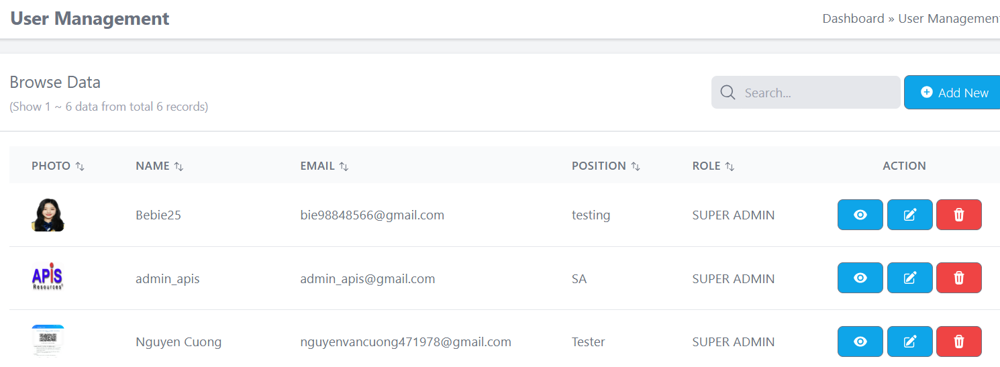 User Management
Dashboard » User Management
Browse Data
(Show 1 ~ 6 data from total 6 records)
Search...
Add New
PHOTO NAME EMAIL POSITION ROLE ACTION
Bebie25 bie98848566@gmail.com testing SUPER ADMIN
APiS
Resources
admin_apis admin_apis@gmail.com SA SUPER ADMIN
Nguyen Cuong nguyenvancuong471978@gmail.com Tester SUPER ADMIN